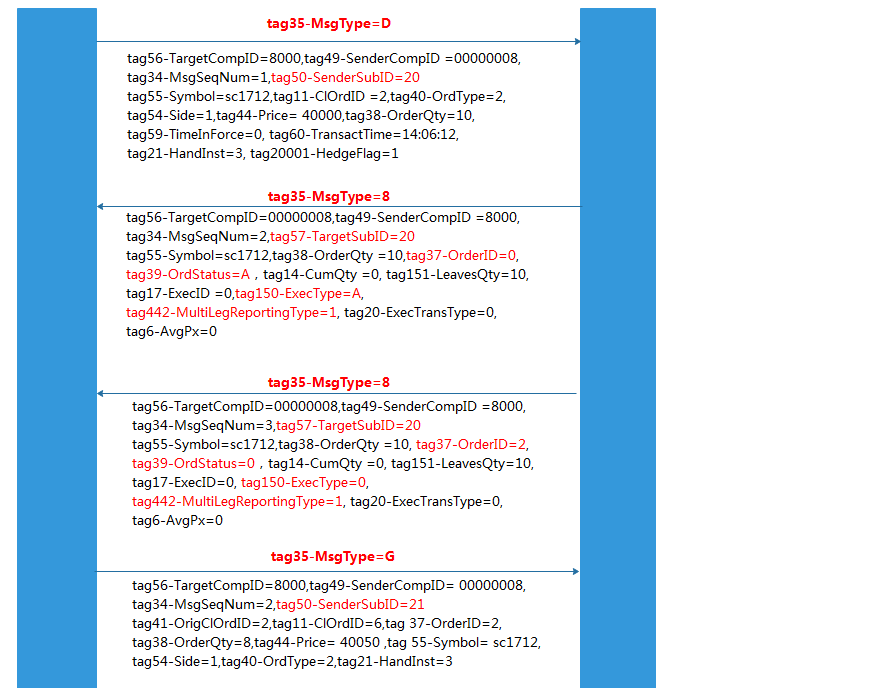 tag35-MsgType=D
tag56-TargetCompID=8000,tag49-SenderCompID =00000008,
tag34-MsgSeqNum=1,tag50-SenderSubID=20
tag55-Symbol=sc1712,tag11-ClOrdID =2,tag40-OrdType=2,
tag54-Side=1,tag44-Price= 40000,tag38-OrderQty=10,
tag59-TimeInForce=0, tag60-TransactTime=14:06:12,
tag21-HandInst=3, tag20001-HedgeFlag=1
tag35-MsgType=8
tag56-TargetCompID=00000008,tag49-SenderCompID =8000,
tag34-MsgSeqNum=2,tag57-TargetSubID=20
tag55-Symbol=sc1712,tag38-OrderQty =10,tag37-OrderID=0,
tag39-OrdStatus=A , tag14-CumQty =0, tag151-LeavesQty=10,
tag17-ExecID =0,tag150-ExecType=A,
tag442-MultiLegReportingType=1, tag20-ExecTransType=0,
tag6-AvgPx=0
tag35-MsgType=8
tag56-TargetCompID=00000008,tag49-SenderCompID =8000,
tag34-MsgSeqNum=3,tag57-TargetSubID=20
tag55-Symbol=sc1712,tag38-OrderQty =10, tag37-OrderID=2,
tag39-OrdStatus=0 , tag14-CumQty =0, tag151-LeavesQty=10,
tag17-ExecID=0, tag150-ExecType=0,
tag442-MultiLegReportingType=1, tag20-ExecTransType=0,
tag6-AvgPx=0
tag35-MsgType=G
tag56-TargetCompID=8000,tag49-SenderCompID= 00000008,
tag34-MsgSeqNum=2,tag50-SenderSubID=21
tag41-OrigClOrdID=2,tag11-ClOrdID=6,tag 37-OrderID=2,
tag38-OrderQty=8,tag44-Price= 40050 ,tag 55-Symbol= sc1712,
tag54-Side=1,tag40-OrdType=2,tag21-HandInst=3